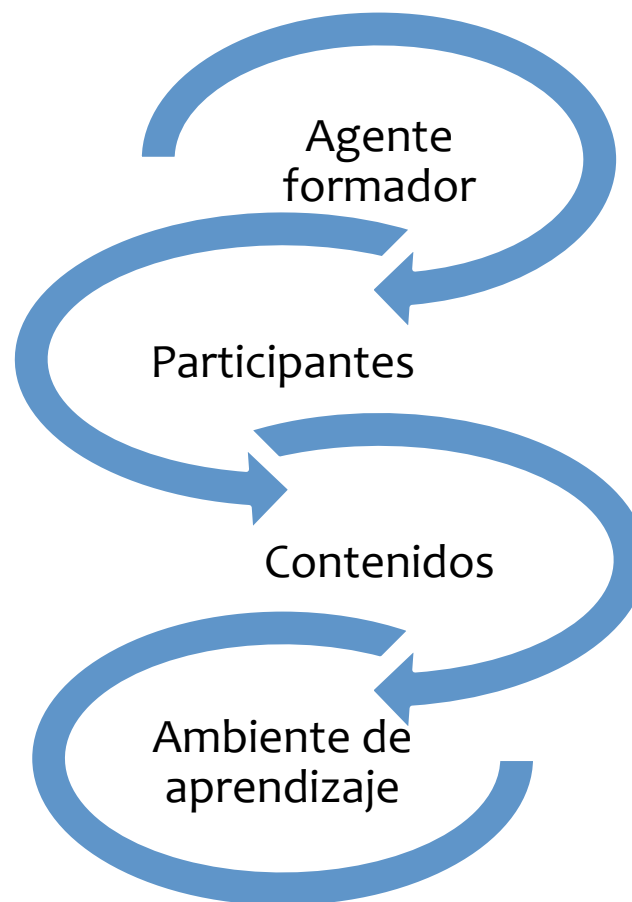 Agente
formador
Participantes
Contenidos
Ambiente de
aprendizaje